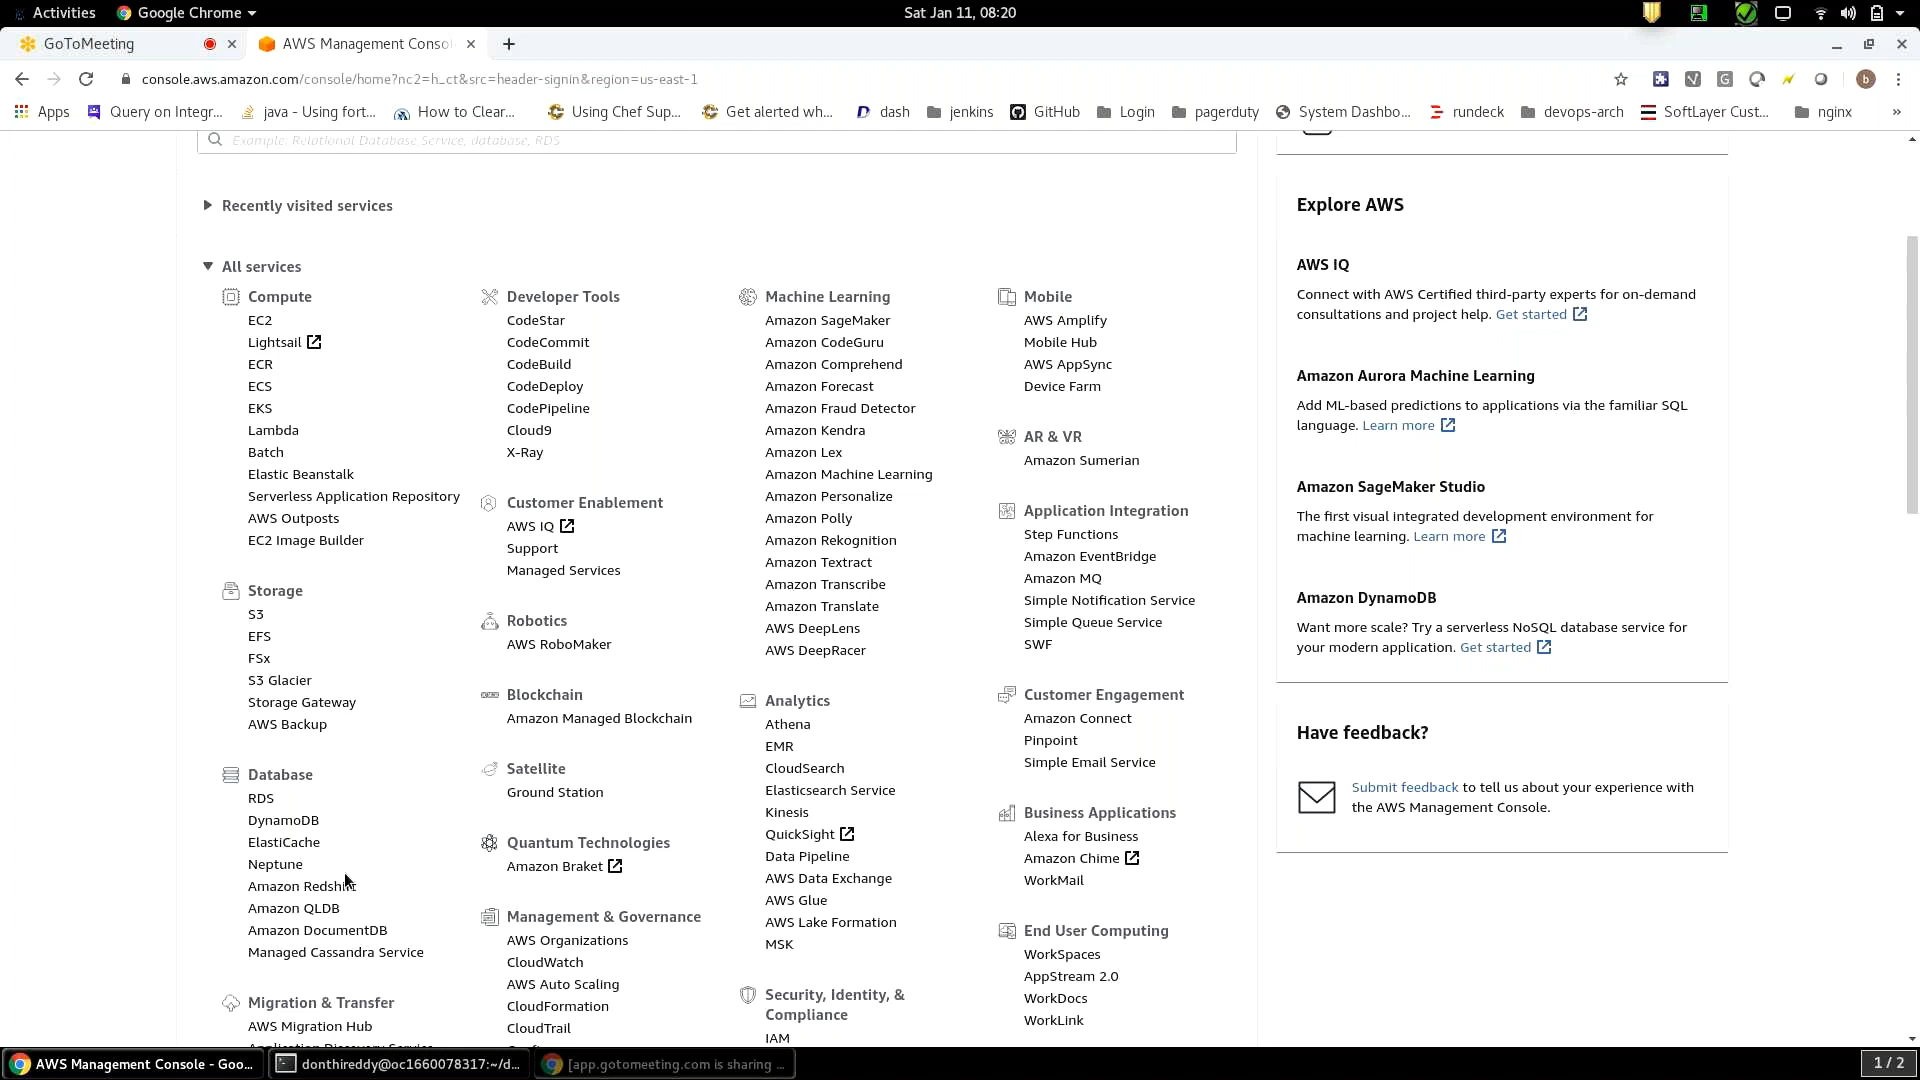 Activities
Google Chrome
Sat Jan 11, 08:20
GoToMeeting
AWS Management Conso
console.aws.amazon.com/console/home?nc2=h_ct&src=header-signin&region=us-east-1
b
Apps
Query on Integr...
java - Using fort...
How to Clear...
Using Chef Sup...
Get alerted wh...
dash
jenkins
GitHub
Login
pagerduty
System Dashbo...
rundeck
devops-arch
SoftLayer Cust...
nginx
»
Example: Relational Database Service, database, RDS
Recently visited services
All services
Compute
EC2
Lightsail
ECR
ECS
EKS
Lambda
Batch
Elastic Beanstalk
Serverless Application Repository
AWS Outposts
EC2 Image Builder
Storage
S3
EFS
FSx
S3 Glacier
Storage Gateway
AWS Backup
Database
RDS
DynamoDB
ElastiCache
Neptune
Amazon Redshift
Amazon QLDB
Amazon DocumentDB
Managed Cassandra Service
Migration & Transfer
AWS Migration Hub
Application Discovery Service
Developer Tools
CodeStar
CodeCommit
CodeBuild
CodeDeploy
CodePipeline
Cloud9
X-Ray
Customer Enablement
AWS IQ
Support
Managed Services
Robotics
AWS RoboMaker
Blockchain
Amazon Managed Blockchain
Satellite
Ground Station
Quantum Technologies
Amazon Braket
Management & Governance
AWS Organizations
CloudWatch
AWS Auto Scaling
CloudFormation
CloudTrail
Machine Learning
Amazon SageMaker
Amazon CodeGuru
Amazon Comprehend
Amazon Forecast
Amazon Fraud Detector
Amazon Kendra
Amazon Lex
Amazon Machine Learning
Amazon Personalize
Amazon Polly
Amazon Rekognition
Amazon Textract
Amazon Transcribe
Amazon Translate
AWS DeepLens
AWS DeepRacer
Analytics
Athena
EMR
CloudSearch
Elasticsearch Service
Kinesis
QuickSight
Data Pipeline
AWS Data Exchange
AWS Glue
AWS Lake Formation
MSK
Security, Identity, &
Compliance
IAM
Mobile
AWS Amplify
Mobile Hub
AWS AppSync
Device Farm
AR & VR
Amazon Sumerian
Application Integration
Step Functions
Amazon EventBridge
Amazon MQ
Simple Notification Service
Simple Queue Service
SWF
Customer Engagement
Amazon Connect
Pinpoint
Simple Email Service
Business Applications
Alexa for Business
Amazon Chime
WorkMail
End User Computing
WorkSpaces
AppStream 2.0
WorkDocs
WorkLink
Explore AWS
AWS IQ
Connect with AWS Certified third-party experts for on-demand
consultations and project help. Get started
Amazon Aurora Machine Learning
Add ML-based predictions to applications via the familiar SQL
language. Learn more
Amazon SageMaker Studio
The first visual integrated development environment for
machine learning. Learn more
Amazon DynamoDB
Want more scale? Try a serverless NoSQL database service for
your modern application. Get started
Have feedback?
Submit feedback to tell us about your experience with
the AWS Management Console.
AWS Management Console - Goo...
donthireddy@oc1660078317:~/d...
[app.gotomeeting.com is sharing ...
1 / 2